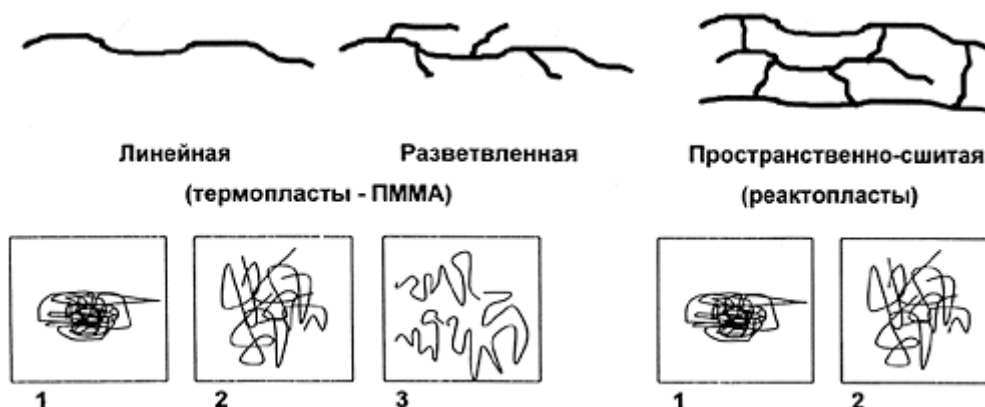 Линейная Разветвленная Пространственно-сшитая
(термопласты - ПММА) (реактопласты)
1 2 3 1 2